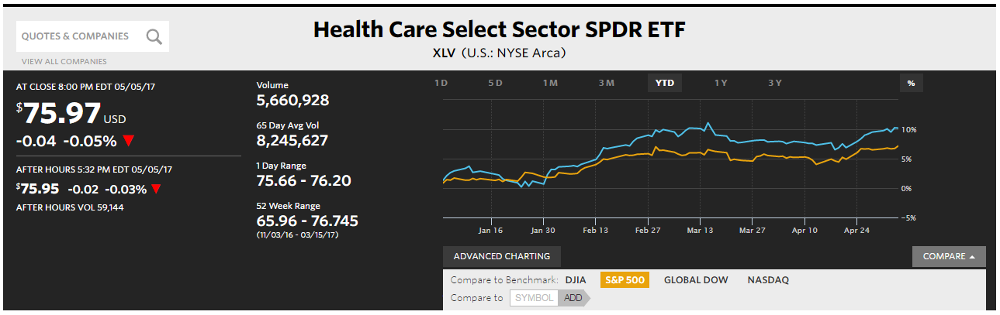 QUOTES & COMPANIES
VIEW ALL COMPANIES
Health Care Select Sector SPDR ETF
XLV (U.S.: NYSE Arca)
AT CLOSE 8:00 PM EDT 05/05/17
$75.97 USD
-0.04 -0.05%
AFTER HOURS 5:32 PM EDT 05/05/17
$75.95 -0.02 -0.03%
AFTER HOURS VOL 59,144
Volume
5,660,928
65 Day Avg Vol
8,245,627
1 Day Range
75.66 - 76.20
52 Week Range
65.96 - 76.745
(11/03/16 - 03/15/17)
1D 5D 1M 3M YTD 1Y 3Y %
10%
5%
0%
-5%
Jan 16 Jan 30 Feb 13 Feb 27 Mar 13 Mar 27 Apr 10 Apr 24
ADVANCED CHARTING COMPARE
Compare to Benchmark: DJIA S&P 500 GLOBAL DOW NASDAQ
Compare to SYMBOL ADD